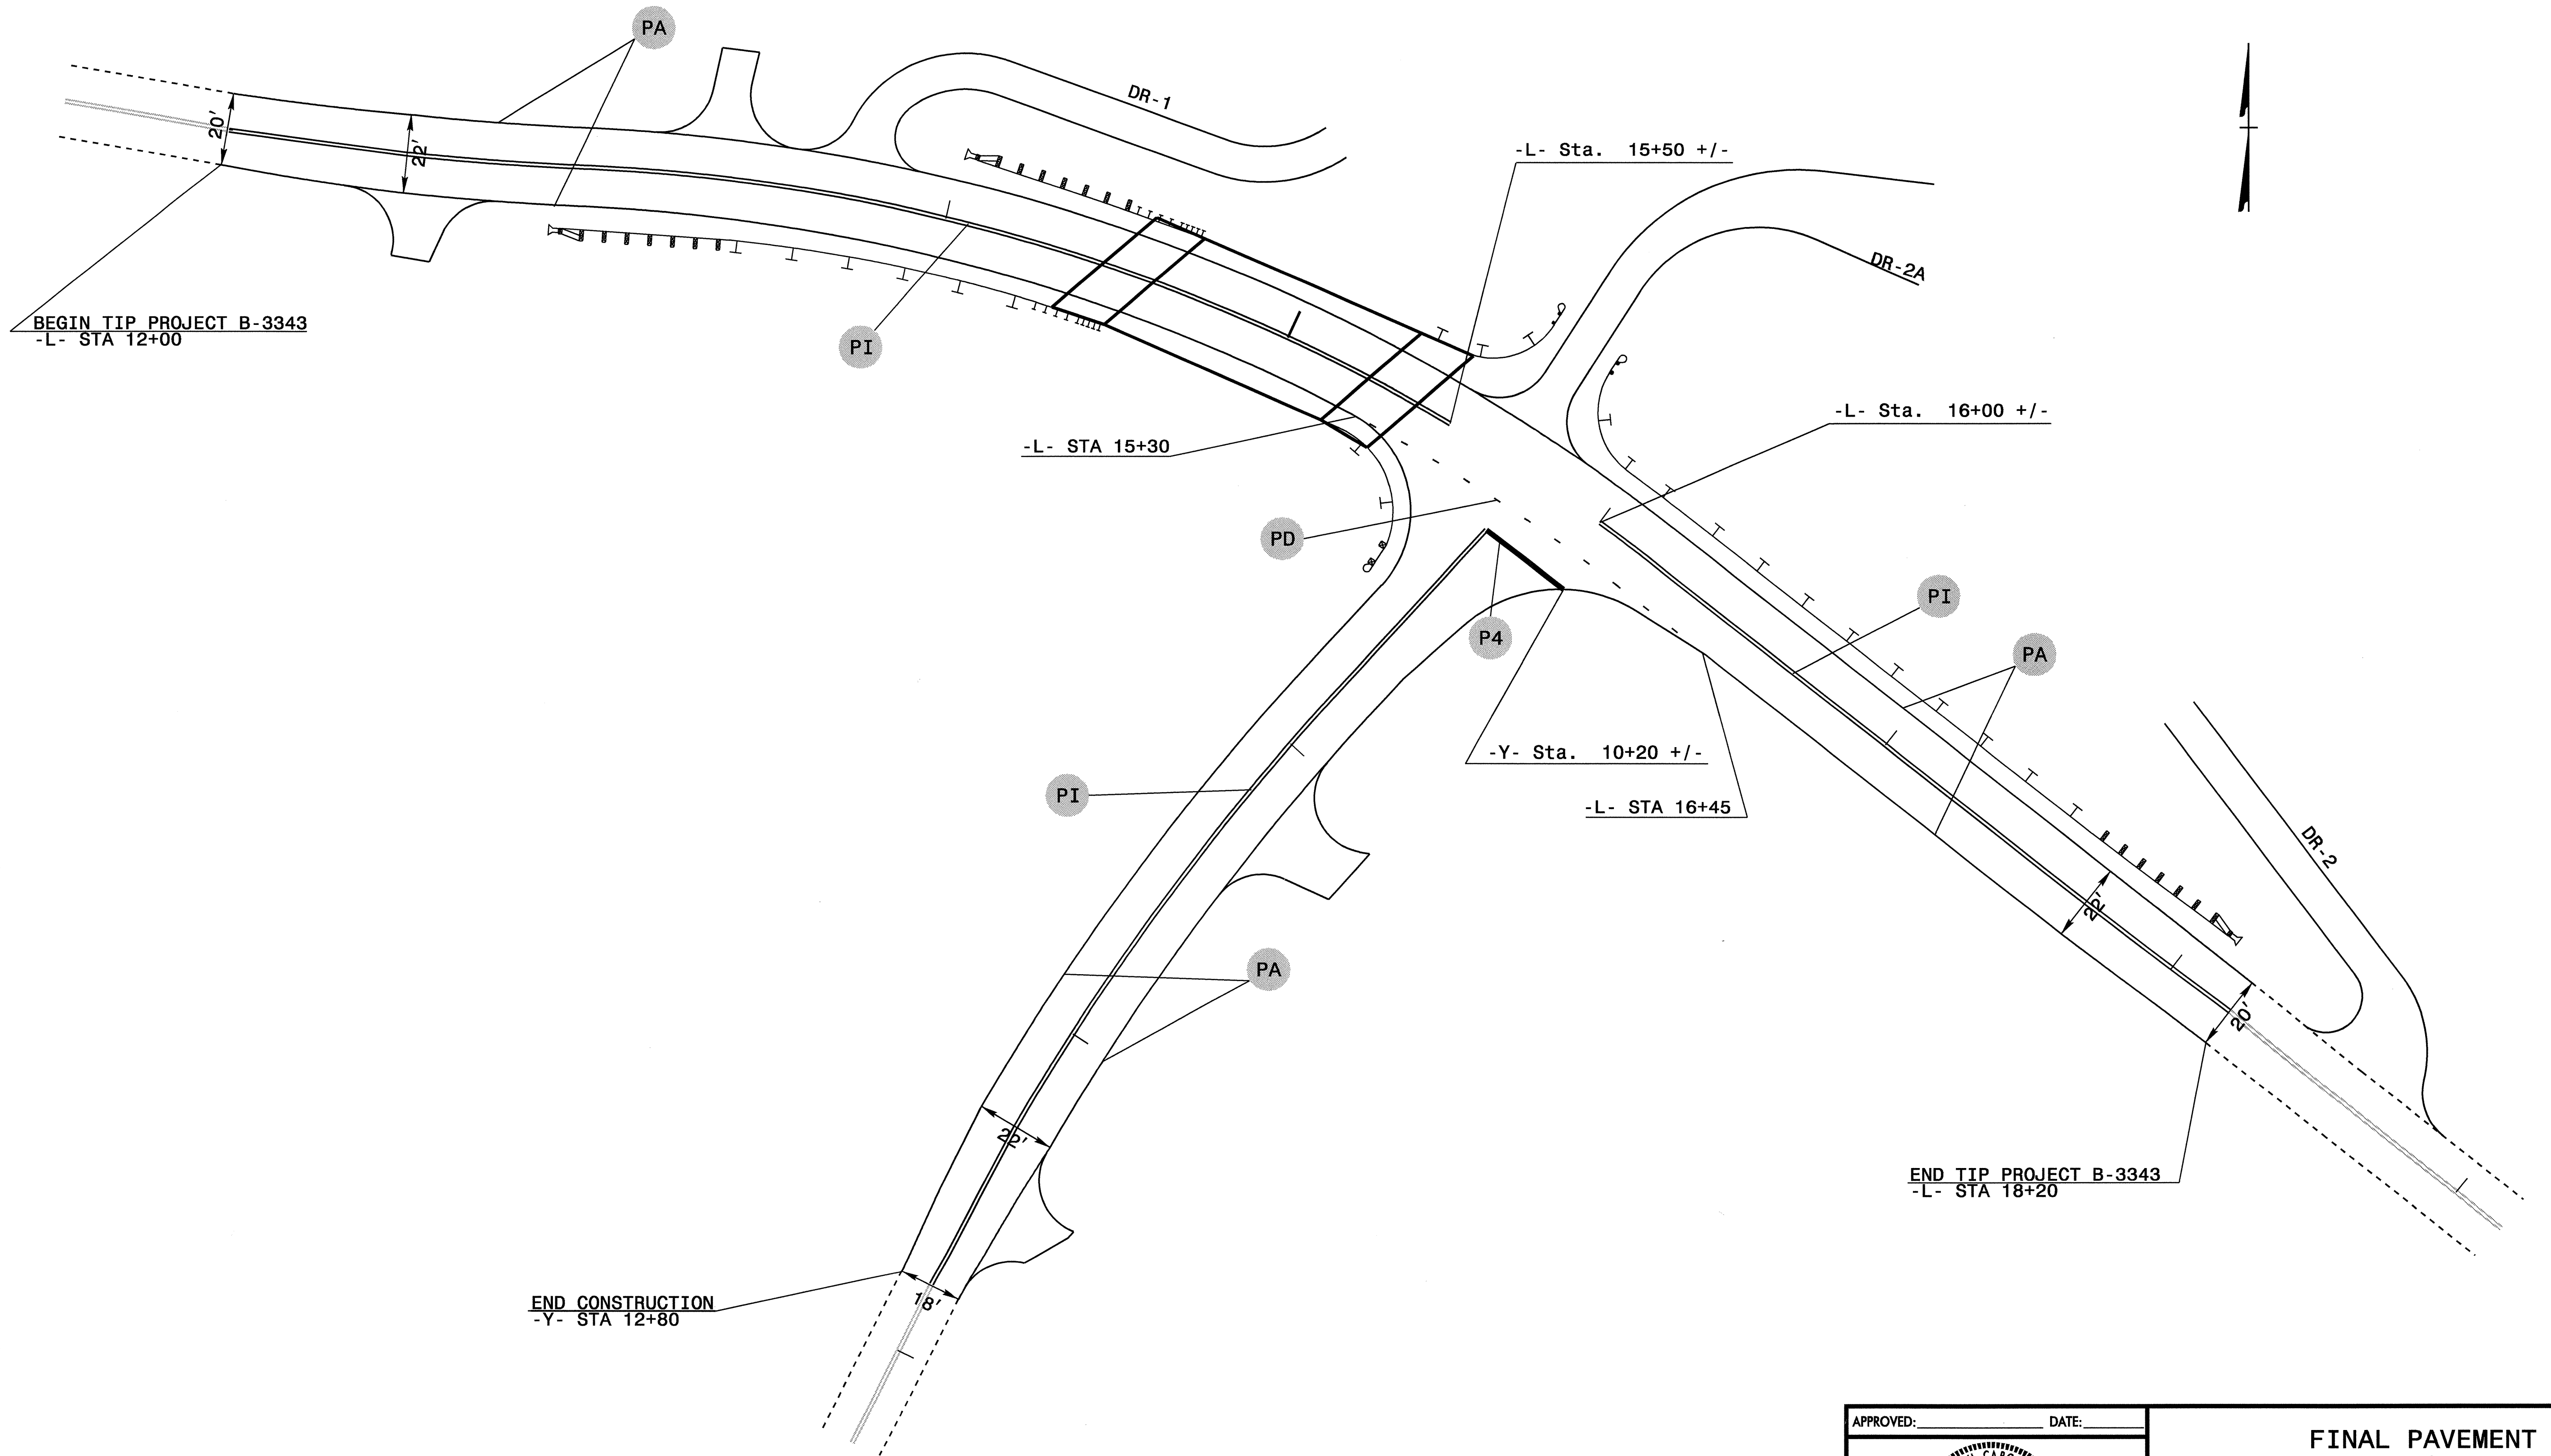 PA
DR-1
20'
22'
-L- Sta. 15+50 +/-
DR-2A
BEGIN TIP PROJECT B-3343
-L- STA 12+00
PI
-L- Sta. 16+00 +/-
-L- STA 15+30
PD
PI
P4
PA
-Y- Sta. 10+20 +/-
PI
-L- STA 16+45
DR-2
22'
PA
20'
22'
END TIP PROJECT B-3343
-L- STA 18+20
END CONSTRUCTION
-Y- STA 12+80
18'
APPROVED: DATE:
FINAL PAVEMENT